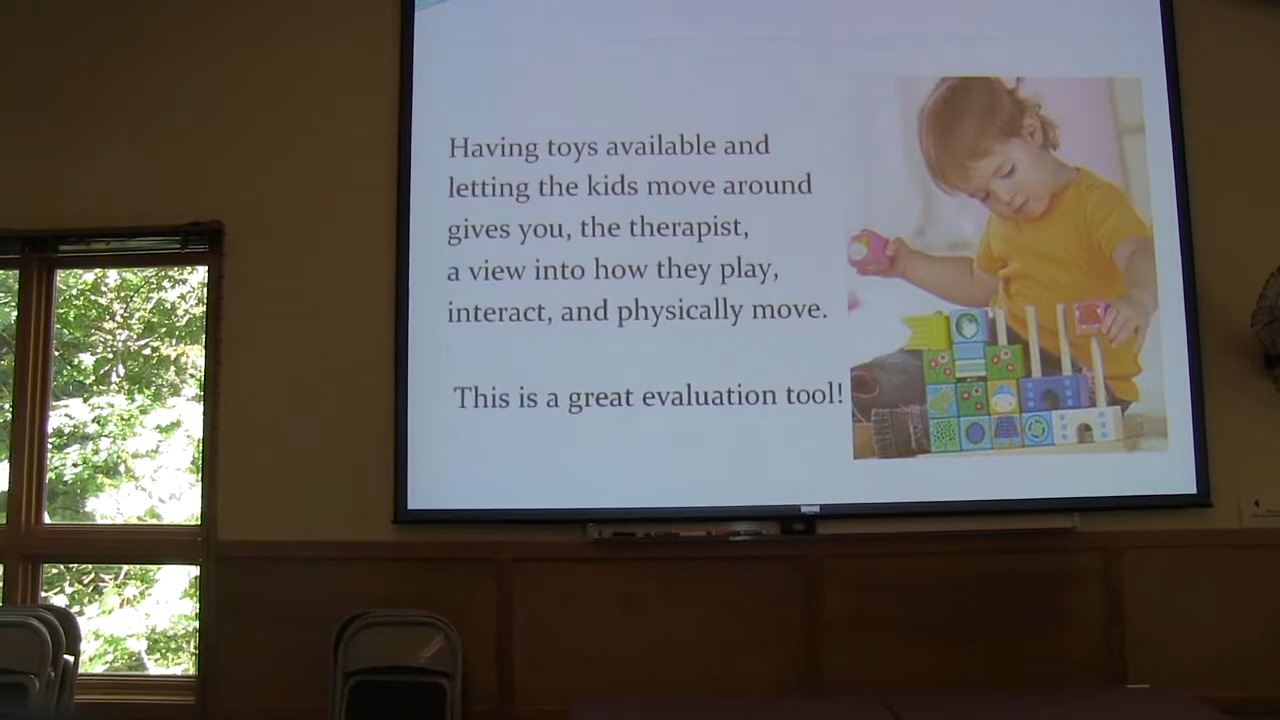 Having toys available and
letting the kids move around
gives you, the therapist,
a view into how they play,
interact, and physically move.
This is a great evaluation tool!